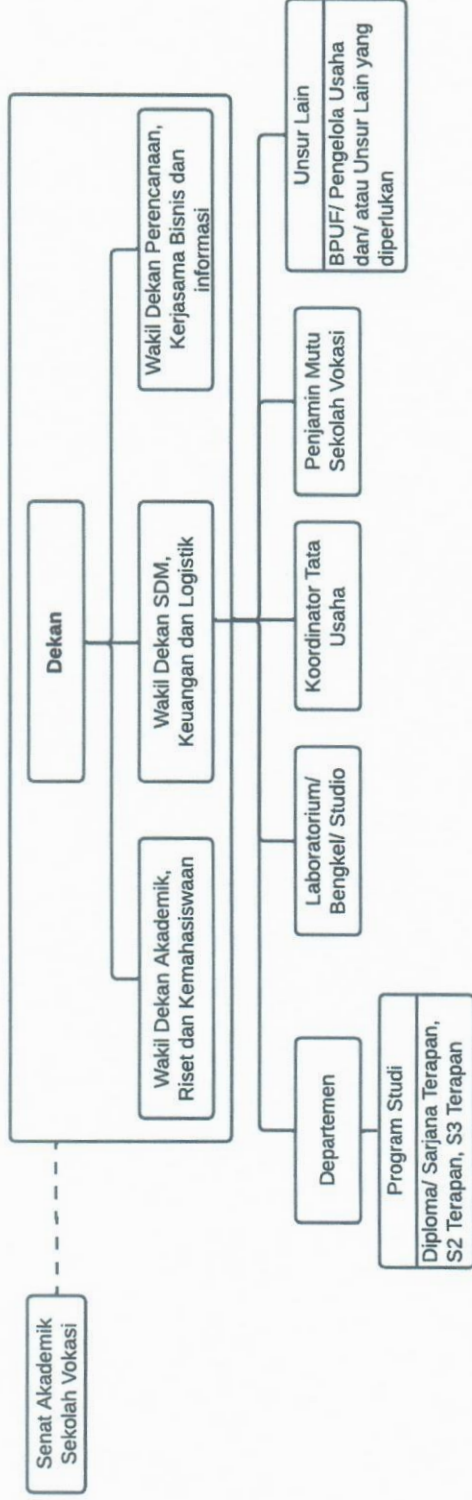 Senat Akademik
Sekolah Vokasi
Dekan
Wakil Dekan Akademik,
Riset dan Kemahasiswaan
Wakil Dekan SDM,
Keuangan dan Logistik
Wakil Dekan Perencanaan,
Kerjasama Bisnis dan
informasi
Departemen
Laboratorium/
Bengkel/ Studio
Koordinator Tata
Usaha
Penjamin Mutu
Sekolah Vokasi
Unsur Lain
BPUF/ Pengelola Usaha
dan/ atau Unsur Lain yang
diperlukan
Program Studi
Diploma/ Sarjana Terapan,
S2 Terapan, S3 Terapan